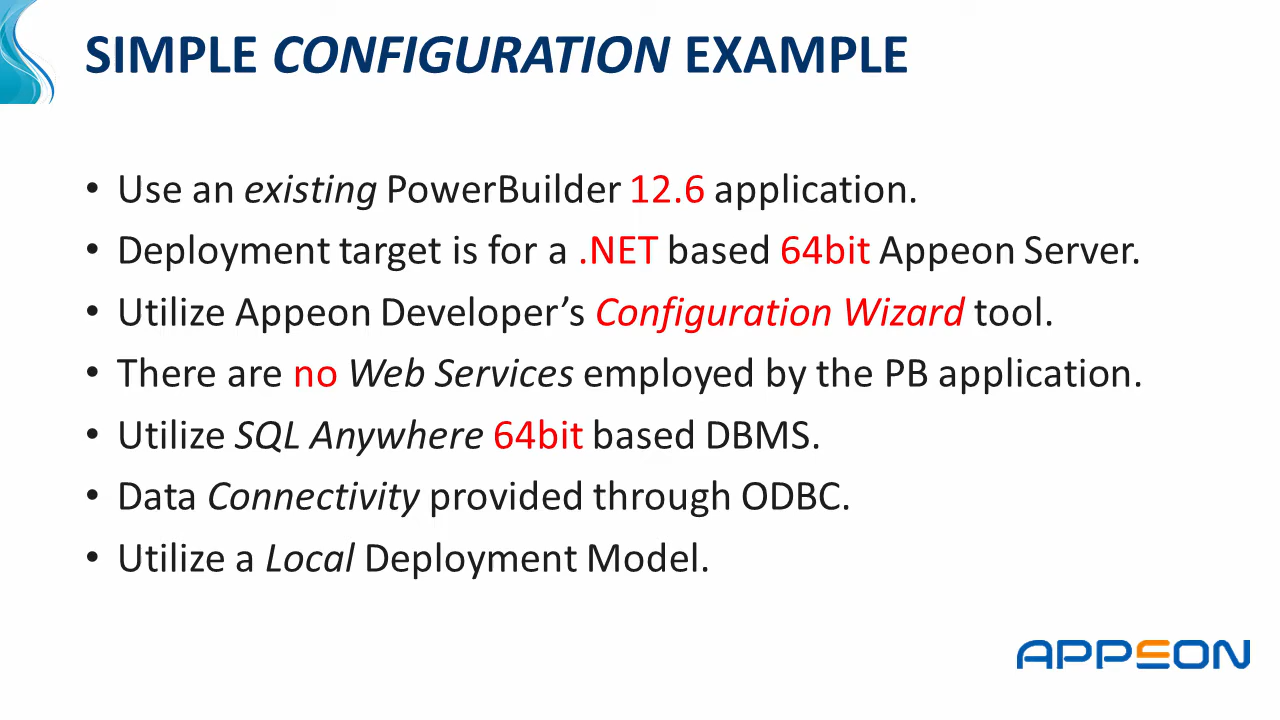 SIMPLE CONFIGURATION EXAMPLE
• Use an existing PowerBuilder 12.6 application.
• Deployment target is for a .NET based 64bit Appeon Server.
• Utilize Appeon Developer’s Configuration Wizard tool.
• There are no Web Services employed by the PB application.
• Utilize SQL Anywhere 64bit based DBMS.
• Data Connectivity provided through ODBC.
• Utilize a Local Deployment Model.
APPEON